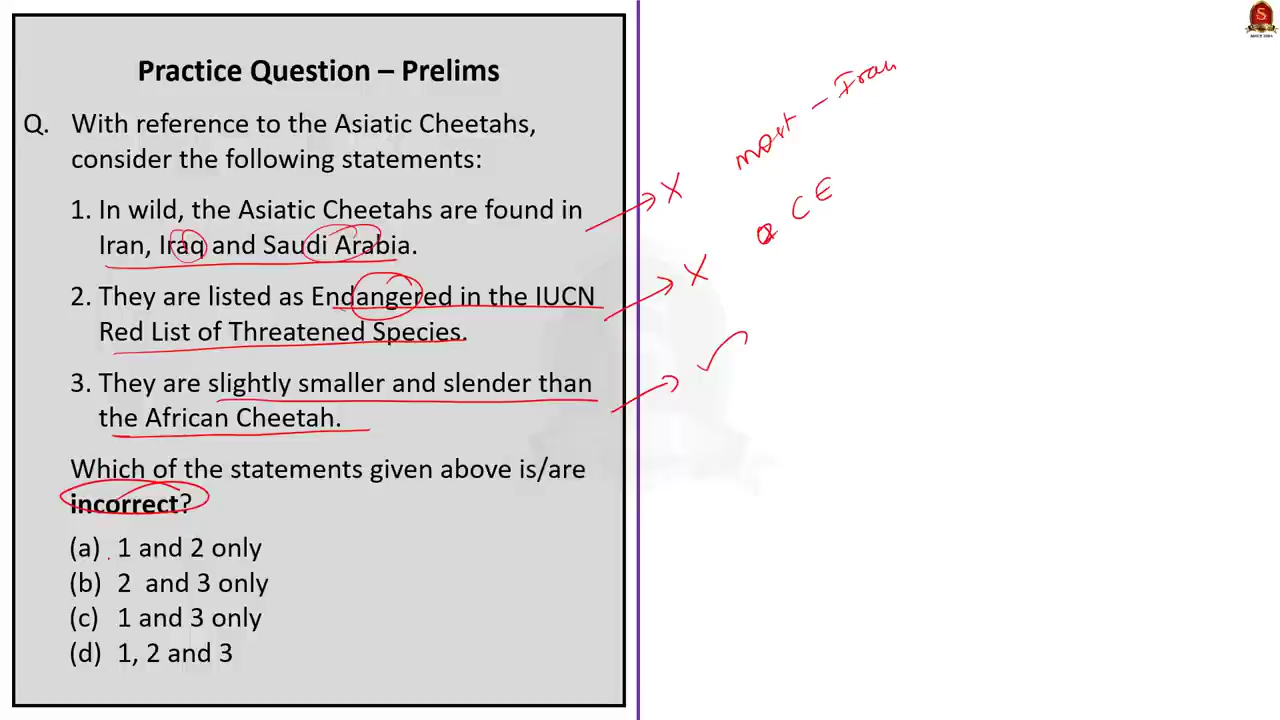 Practice Question – Prelims
Q. With reference to the Asiatic Cheetahs,
consider the following statements:
1. In wild, the Asiatic Cheetahs are found in
Iran, Iraq and Saudi Arabia.
2. They are listed as Endangered in the IUCN
Red List of Threatened Species.
3. They are slightly smaller and slender than
the African Cheetah.
Which of the statements given above is/are
incorrect?
(a) 1 and 2 only
(b) 2 and 3 only
(c) 1 and 3 only
(d) 1, 2 and 3
X most - Iran
X CE
S